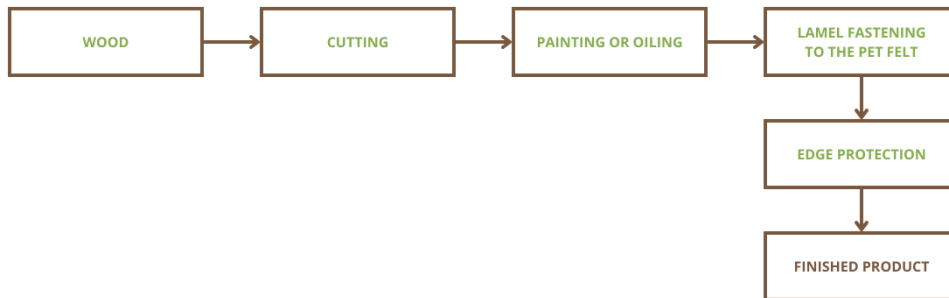 WOOD
CUTTING
PAINTING OR OILING
LAMEL FASTENING
TO THE PET FELT
EDGE PROTECTION
FINISHED PRODUCT